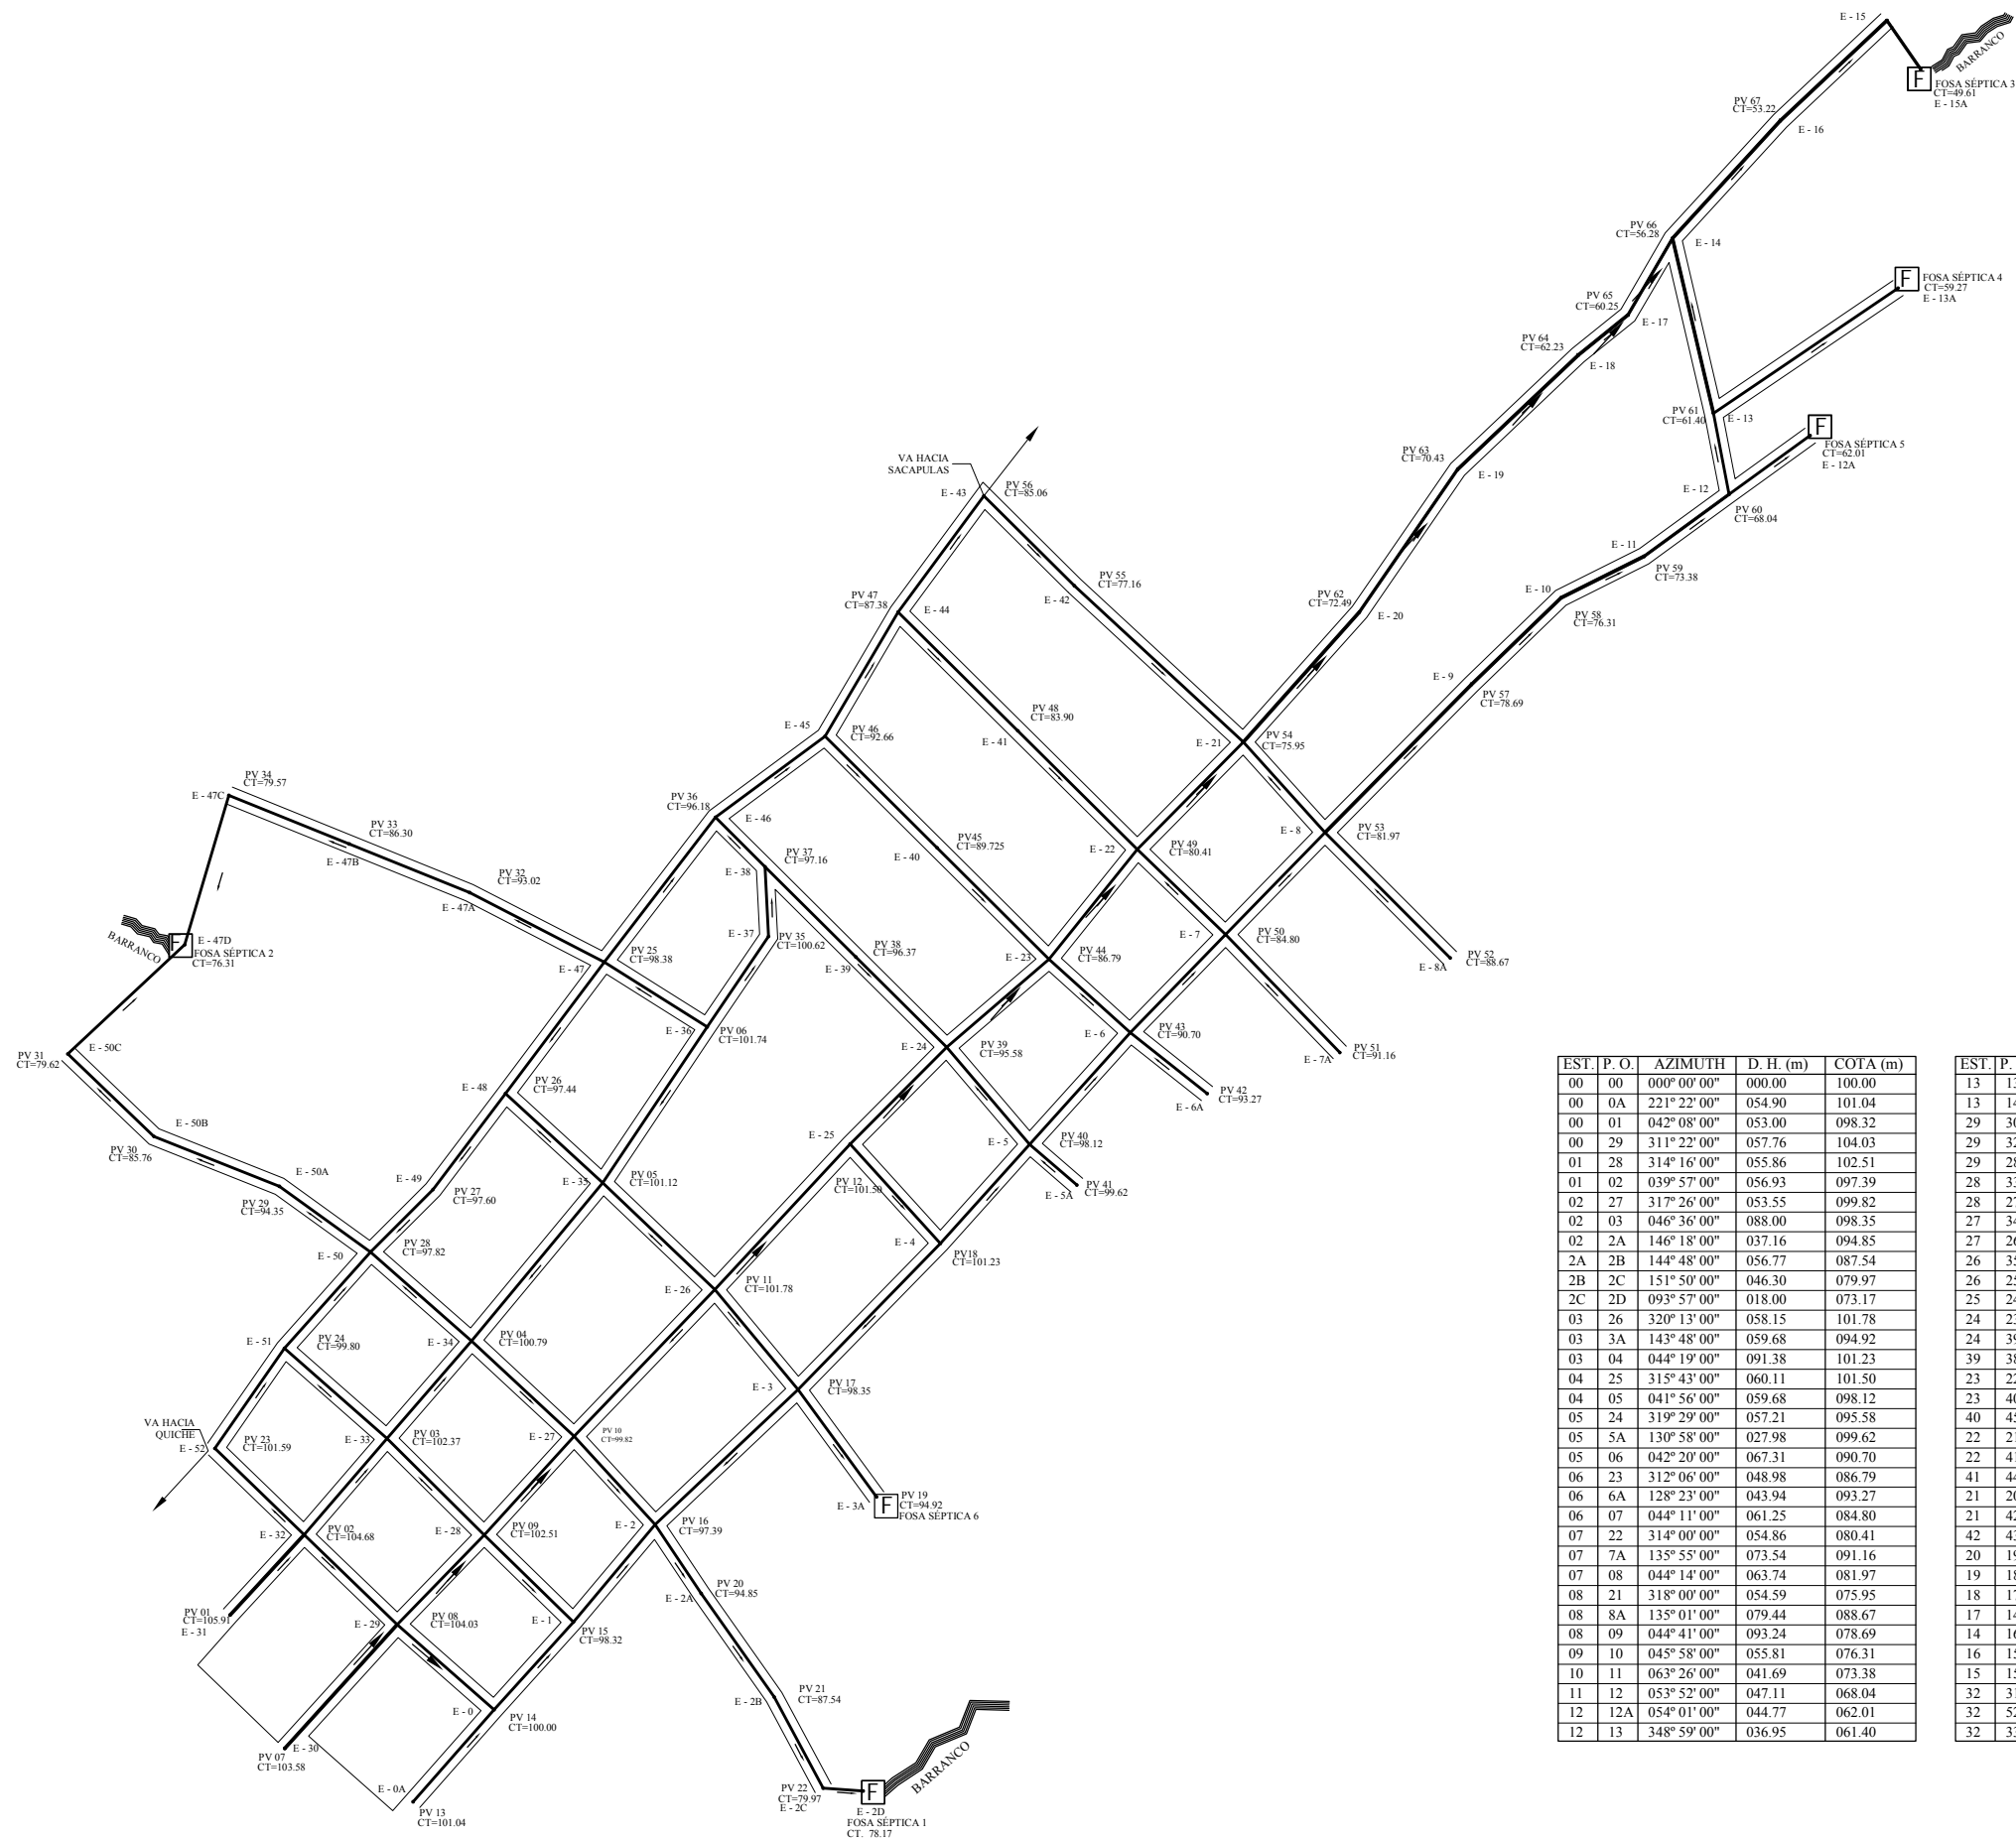 E - 15
BARRANCO
F
FOSA SÉPTICA 3
CT=49.61
E - 15A
PV 67
CT=53.22
E - 16
PV 66
CT=56.28
E - 14
F
FOSA SÉPTICA 4
CT=59.27
E - 13A
PV 65
CT=60.25
E - 17
PV 64
CT=62.23
E - 18
PV 61
CT=61.40
E - 13
F
FOSA SÉPTICA 5
CT=62.01
E - 12A
VA HACIA
SACAPULAS
E - 43
PV 56
CT=85.06
PV 63
CT=70.43
E - 19
E - 12
PV 60
CT=68.04
E - 11
PV 59
CT=73.38
E - 10
PV 58
CT=76.31
PV 55
CT=77.16
E - 42
PV 47
CT=87.38
E - 44
PV 62
CT=72.49
E - 20
E - 9
PV 57
CT=78.69
PV 48
CT=83.90
E - 41
E - 45
PV 46
CT=92.66
E - 21
PV 54
CT=75.95
PV 34
CT=79.57
E - 47C
PV 33
CT=86.30
E - 47B
PV 36
CT=96.18
E - 46
PV 37
CT=97.16
E - 38
PV45
CT=89.725
E - 40
E - 22
PV 49
CT=80.41
E - 8
PV 53
CT=81.97
PV 32
CT=93.02
E - 47A
BARRANCO
F
E - 47D
FOSA SÉPTICA 2
CT=76.31
E - 37
PV 35
CT=100.62
PV 25
CT=98.38
E - 47
PV 38
CT=96.37
E - 39
E - 23
PV 44
CT=86.79
E - 7
PV 50
CT=84.80
PV 52
CT=88.67
E - 8A
E - 36
PV 06
CT=101.74
E - 24
PV 39
CT=95.58
E - 6
PV 43
CT=90.70
PV 51
CT=91.16
E - 7A
PV 31
CT=79.62
E - 50C
E - 48
PV 26
CT=97.44
PV 42
CT=93.27
E - 6A
E - 50B
PV 30
CT=85.76
E - 25
PV 12
CT=101.50
E - 5
PV 40
CT=98.12
E - 5A
PV 41
CT=99.62
E - 50A
PV 29
CT=94.35
E - 49
PV 27
CT=97.60
E - 35
PV 05
CT=101.12
E - 4
PV18
CT=101.23
E - 50
PV 28
CT=97.82
E - 26
PV 11
CT=101.78
E - 51
PV 24
CT=99.80
E - 34
PV 04
CT=100.79
E - 3
PV 17
CT=98.35
VA HACIA
QUICHÉ
E - 52
PV 23
CT=101.59
E - 33
PV 03
CT=102.37
E - 27
PV 10
CT=99.82
E - 3A
F
PV 19
CT=94.92
FOSA SÉPTICA 6
E - 32
PV 02
CT=104.68
E - 28
PV 09
CT=102.51
E - 2
PV 16
CT=97.39
PV 20
CT=94.85
E - 2A
PV 01
CT=105.91
E - 31
E - 29
PV 08
CT=104.03
E - 1
PV 15
CT=98.32
PV 21
CT=87.54
E - 2B
E - 0
PV 14
CT=100.00
E - 30
PV 07
CT=103.58
E - 0A
PV 13
CT=101.04
PV 22
CT=79.97
E - 2C
F
BARRANCO
E - 2D
FOSA SÉPTICA 1
CT. 78.17
EST. P. O. AZIMUTH D. H. (m) COTA (m)
00 00 000º 00' 00" 000.00 100.00
00 0A 221º 22' 00" 054.90 101.04
00 01 042º 08' 00" 053.00 098.32
00 29 311º 22' 00" 057.76 104.03
01 28 314º 16' 00" 055.86 102.51
01 02 039º 57' 00" 056.93 097.39
02 27 317º 26' 00" 053.55 099.82
02 03 046º 36' 00" 088.00 098.35
02 2A 146º 18' 00" 037.16 094.85
2A 2B 144º 48' 00" 056.77 087.54
2B 2C 151º 50' 00" 046.30 079.97
2C 2D 093º 57' 00" 018.00 073.17
03 26 320º 13' 00" 058.15 101.78
03 3A 143º 48' 00" 059.68 094.92
03 04 044º 19' 00" 091.38 101.23
04 25 315º 43' 00" 060.11 101.50
04 05 041º 56' 00" 059.68 098.12
05 24 319º 29' 00" 057.21 095.58
05 5A 130º 58' 00" 027.98 099.62
05 06 042º 20' 00" 067.31 090.70
06 23 312º 06' 00" 048.98 086.79
06 6A 128º 23' 00" 043.94 093.27
06 07 044º 11' 00" 061.25 084.80
07 22 314º 00' 00" 054.86 080.41
07 7A 135º 55' 00" 073.54 091.16
07 08 044º 14' 00" 063.74 081.97
08 21 318º 00' 00" 054.59 075.95
08 8A 135º 01' 00" 079.44 088.67
08 09 044º 41' 00" 093.24 078.69
09 10 045º 58' 00" 055.81 076.31
10 11 063º 26' 00" 041.69 073.38
11 12 053º 52' 00" 047.11 068.04
12 12A 054º 01' 00" 044.77 062.01
12 13 348º 59' 00" 036.95 061.40
EST. P.
13
13
29
29
29
28
28
27
27
26
26
25
24
24
39
23
23
40
22
22
41
21
21
42
20
19
18
17
14
16
15
32
32
32